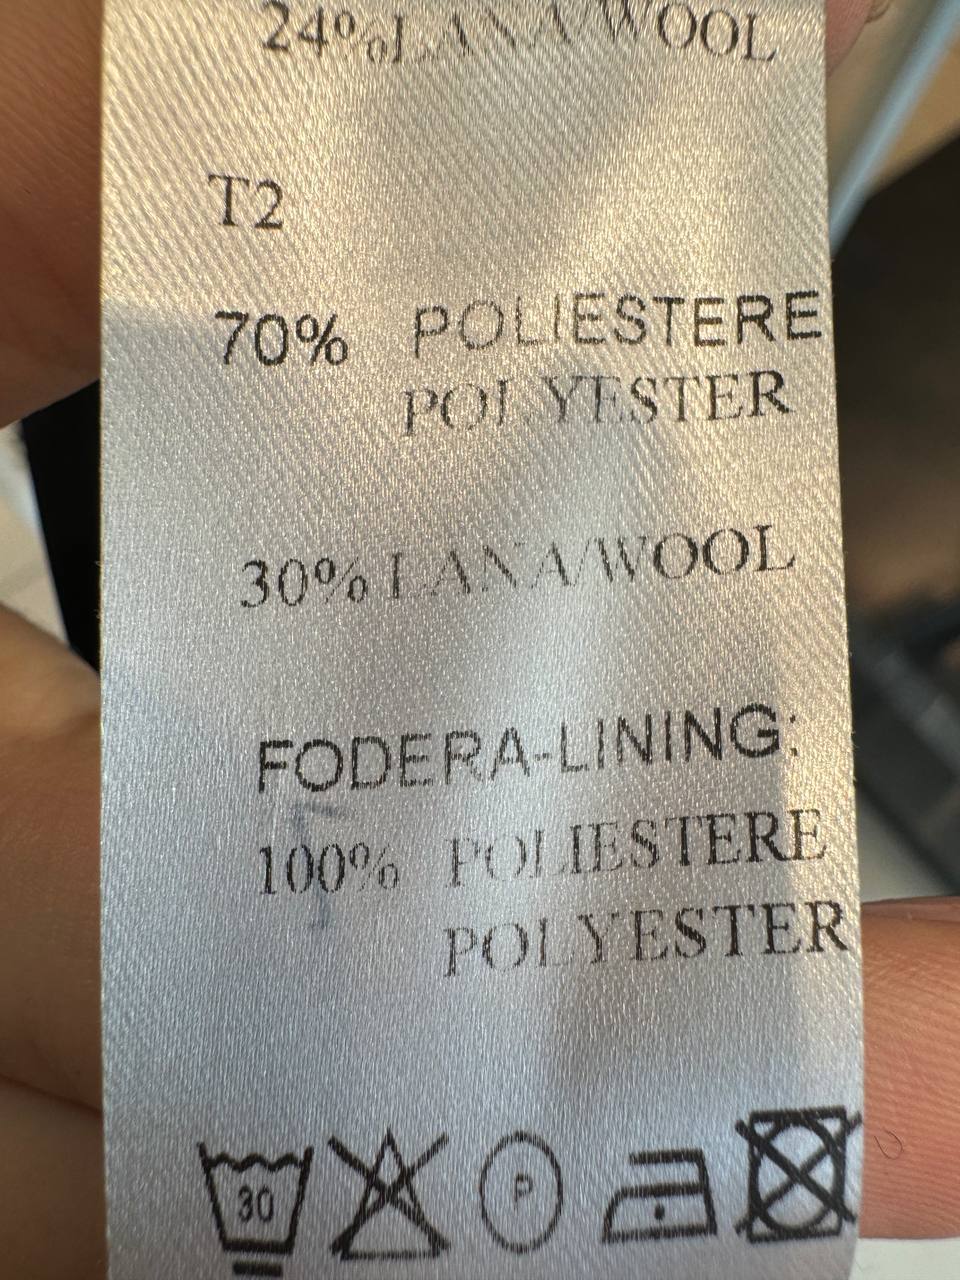 24% LANA/WOOL
T2
70% POLIESTERE
POLYESTER
30% LANA/WOOL
FODERA-LINING:
100% POLIESTERE
POLYESTER
30 P